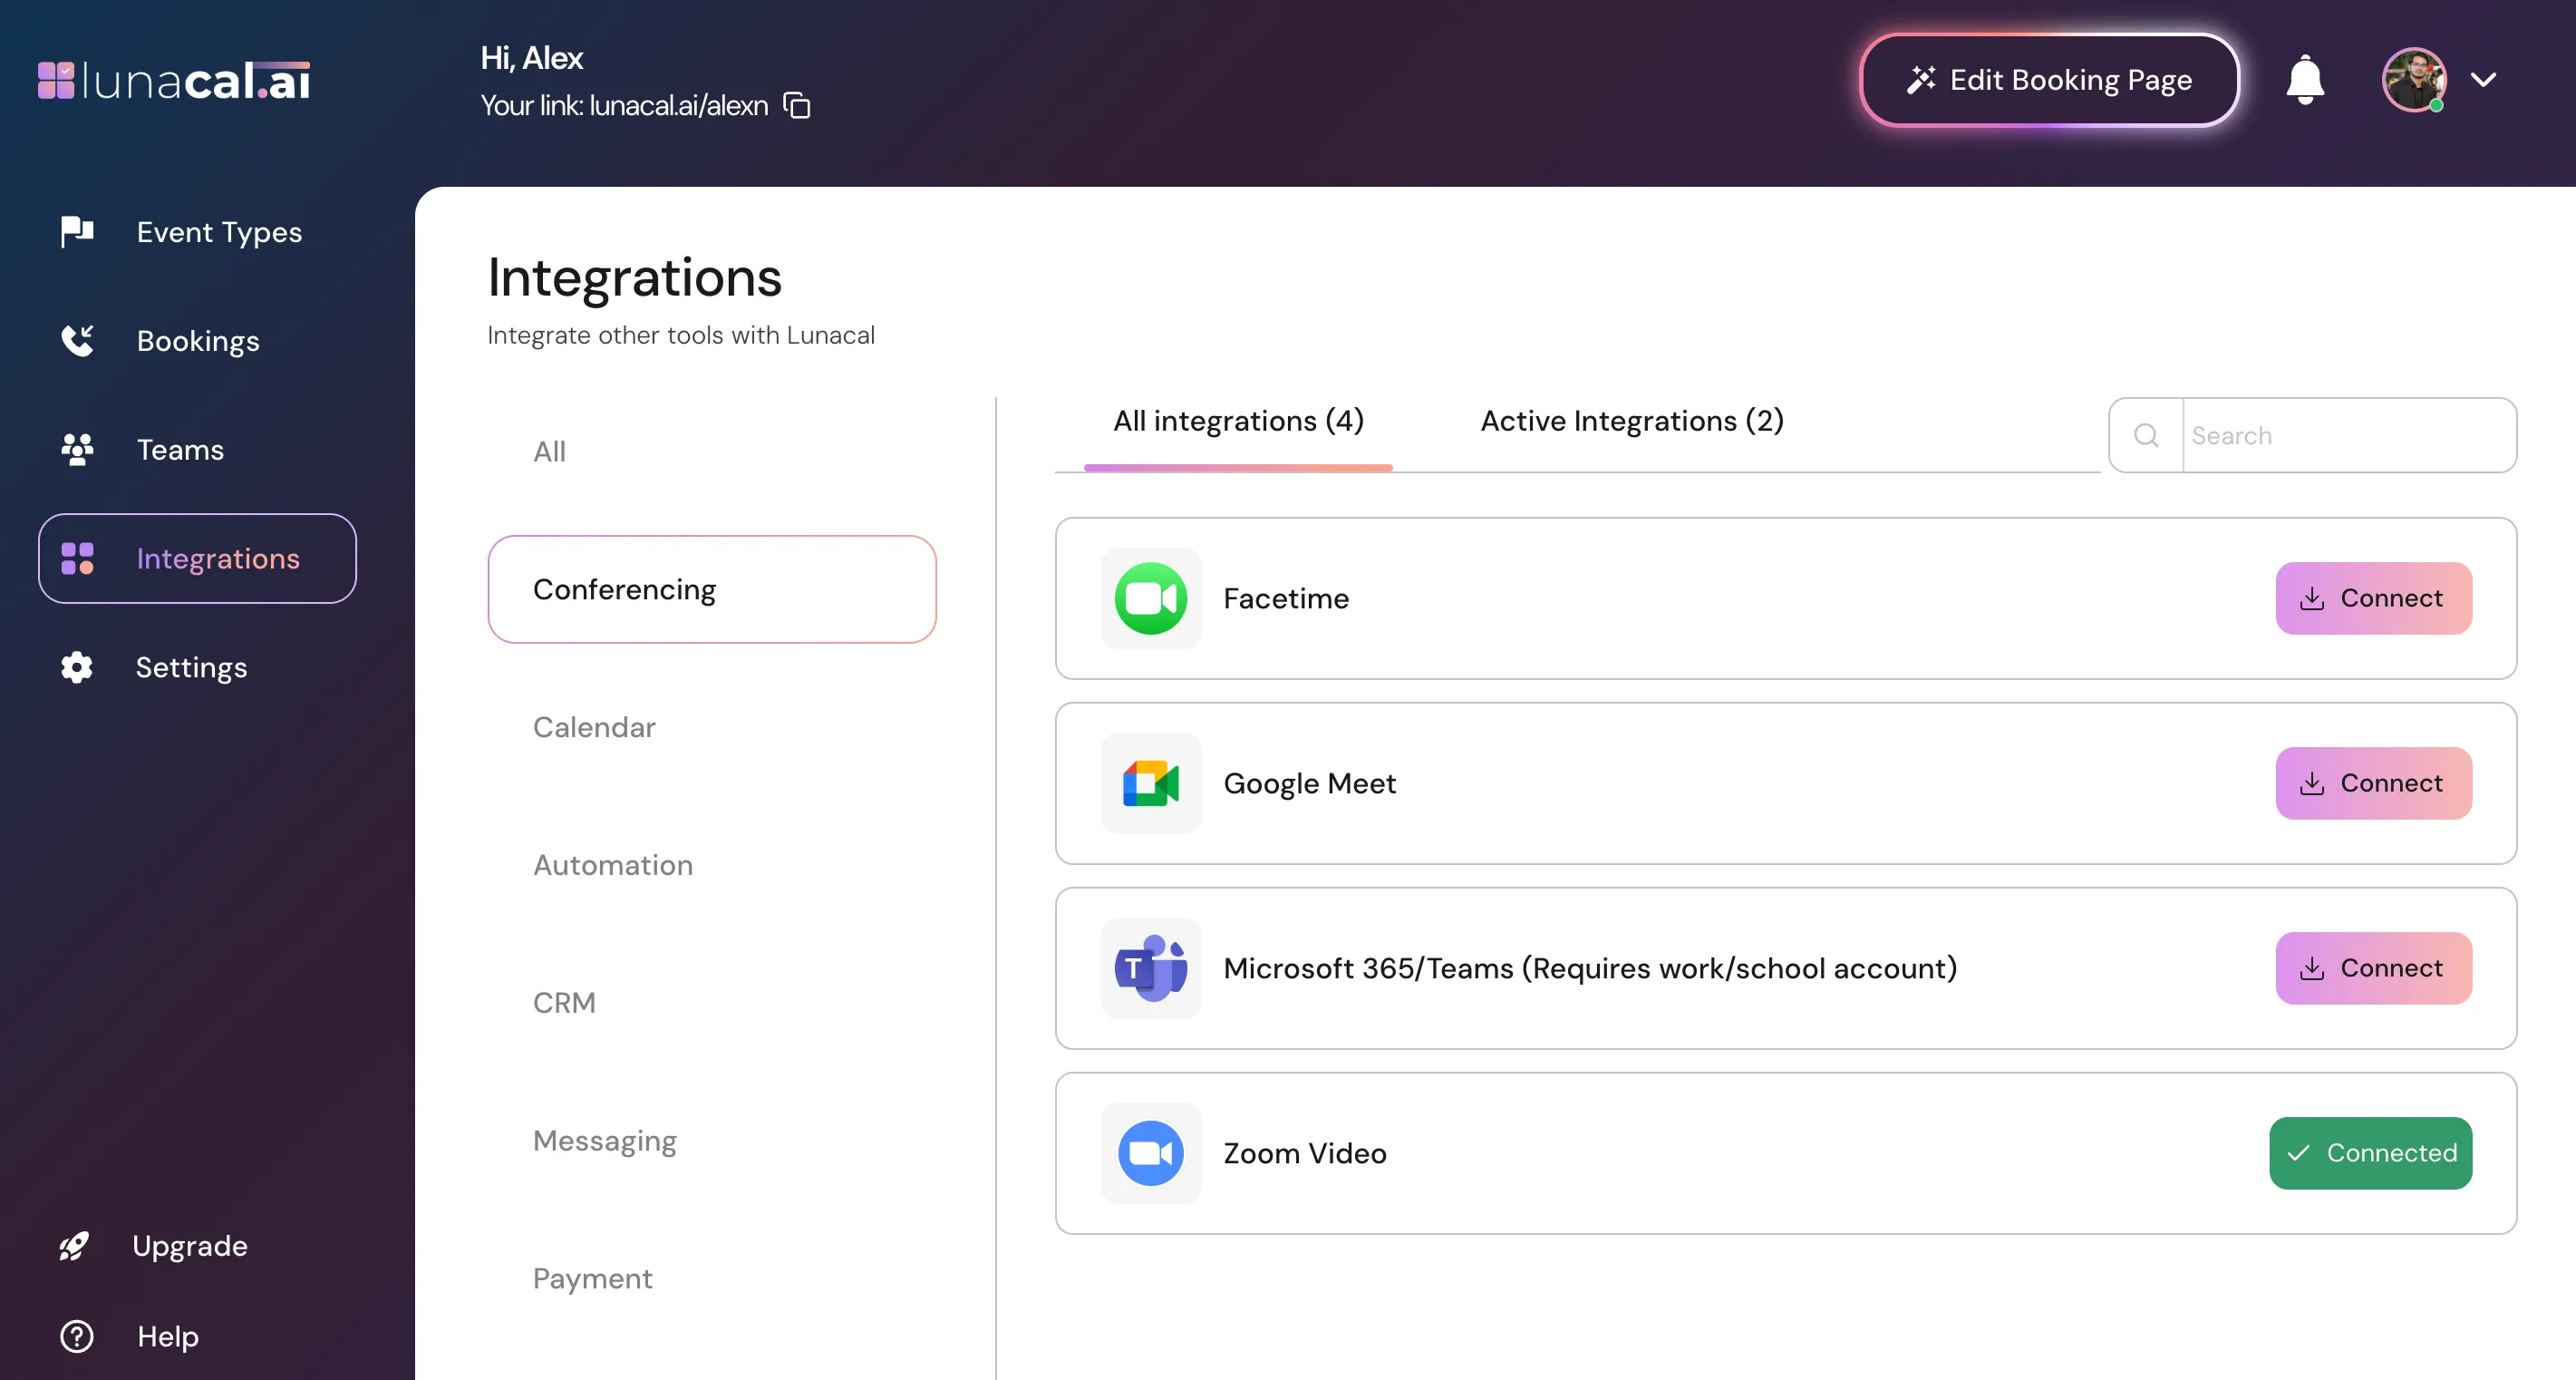 lunacal.ai
Hi, Alex
Your link: lunacal.ai/alexn
Edit Booking Page
Event Types
Bookings
Teams
Integrations
Settings
Upgrade
Help
Integrations
Integrate other tools with Lunacal
All
Conferencing
Calendar
Automation
CRM
Messaging
Payment
All integrations (4)
Active Integrations (2)
Search
Facetime
Connect
Google Meet
Connect
T
Microsoft 365/Teams (Requires work/school account)
Connect
Zoom Video
Connected